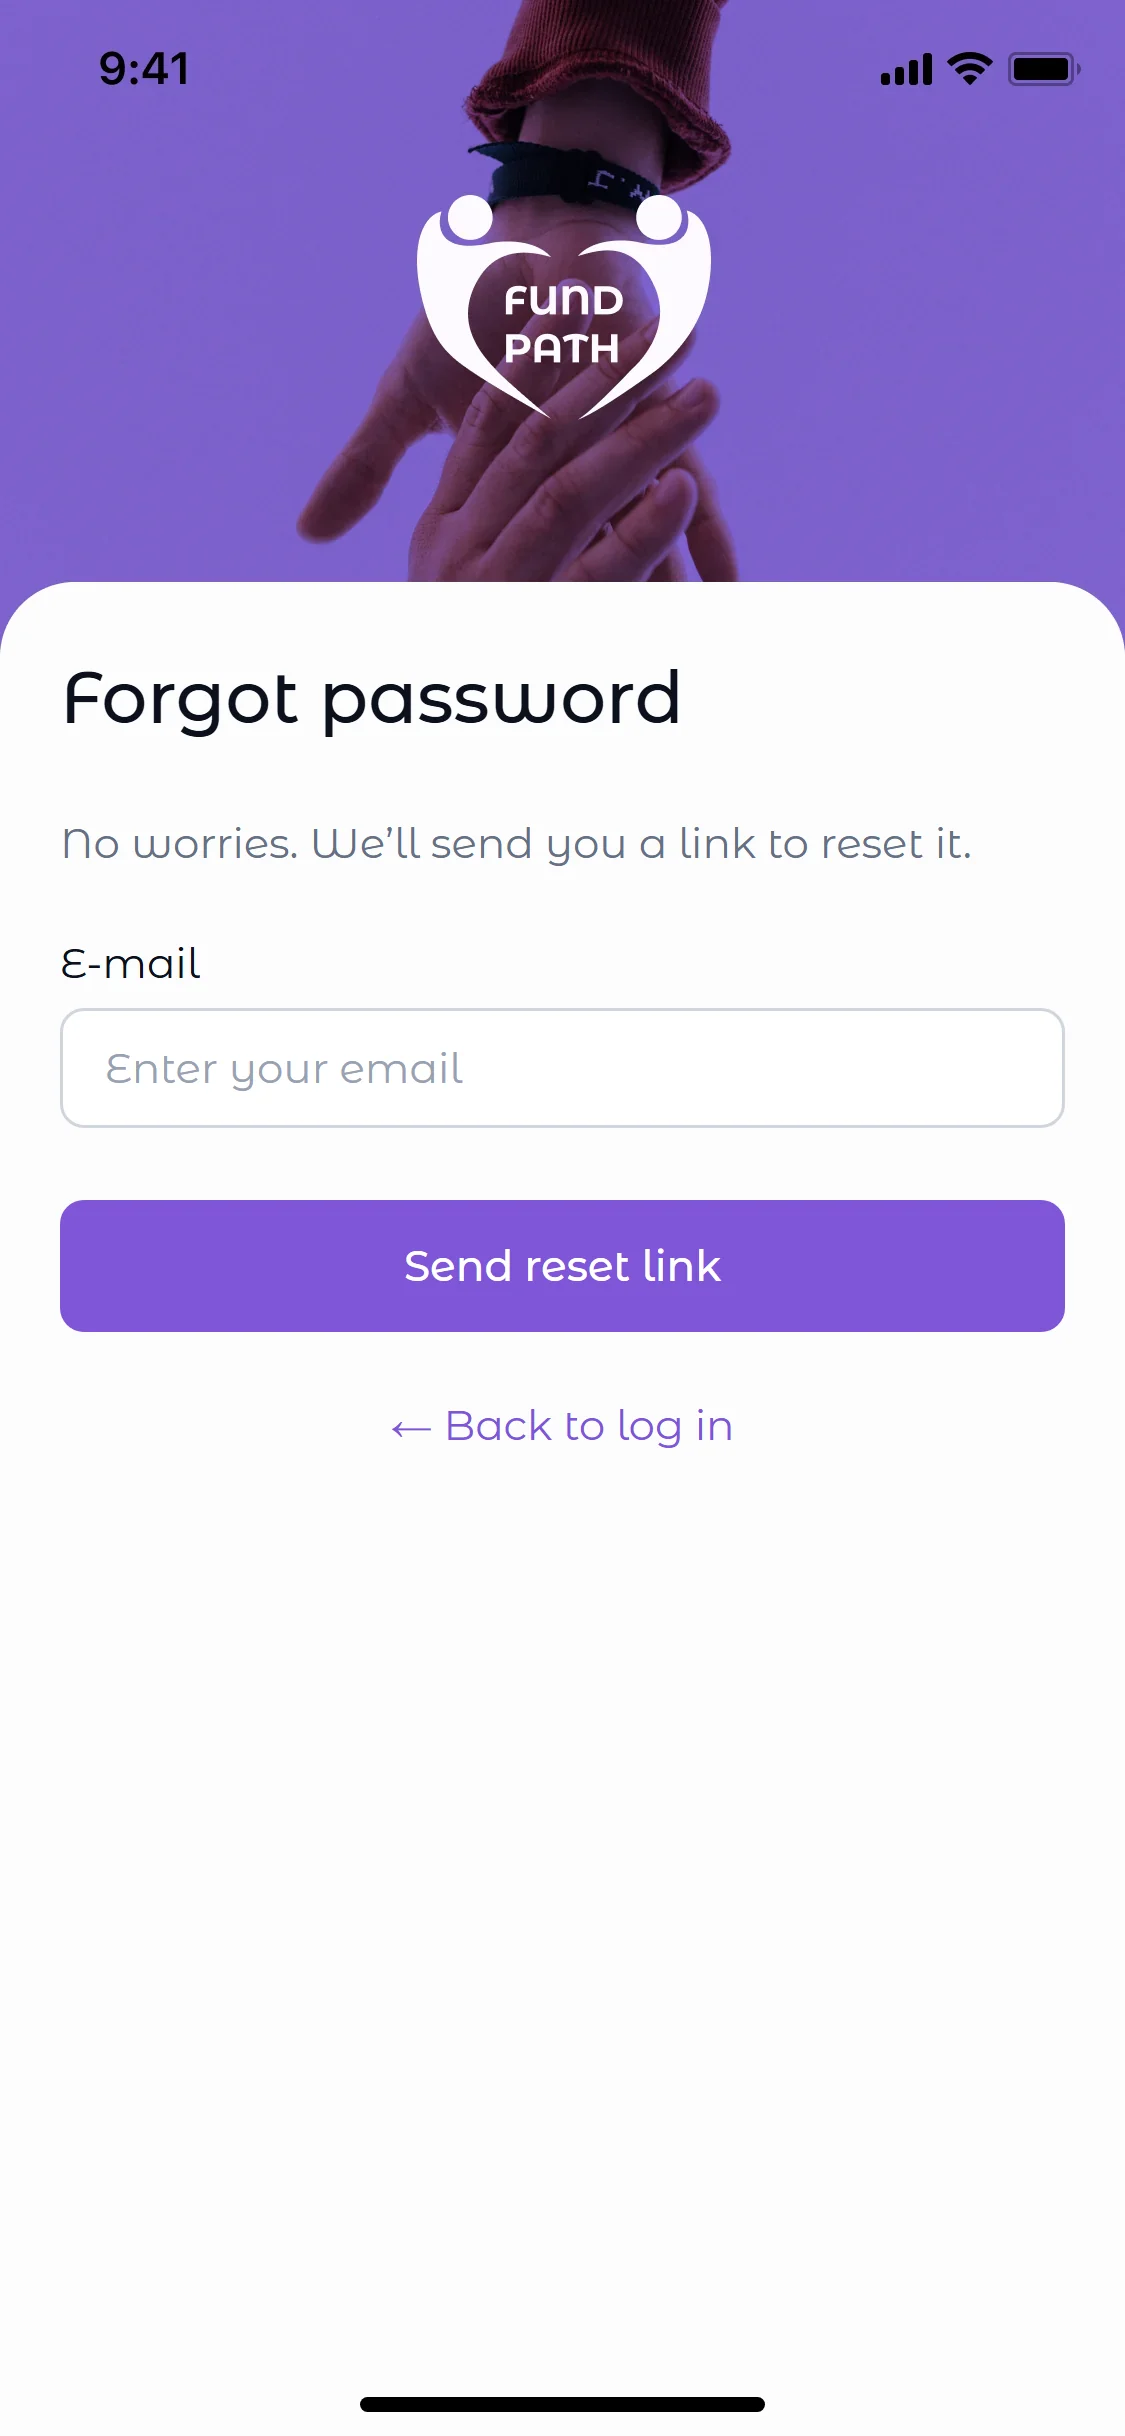 9:41
FUND
PATH
Forgot password
No worries. We’ll send you a link to reset it.
E-mail
Enter your email
Send reset link
← Back to log in